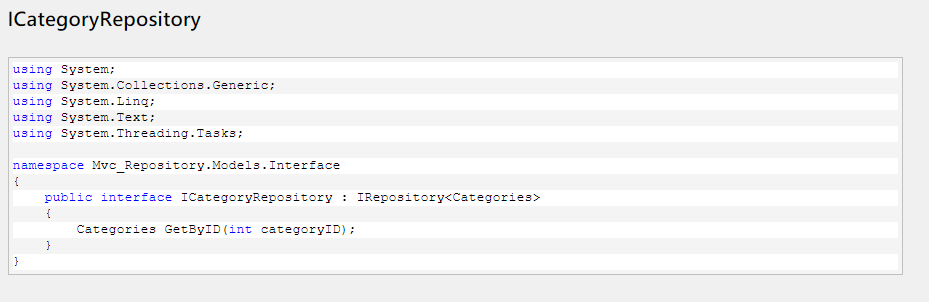 ICategoryRepository
using System;
using System.Collections.Generic;
using System.Linq;
using System.Text;
using System.Threading.Tasks;
namespace Mvc_Repository.Models.Interface
{
    public interface ICategoryRepository : IRepository<Categories>
    {
        Categories GetByID(int categoryID);
    }
}